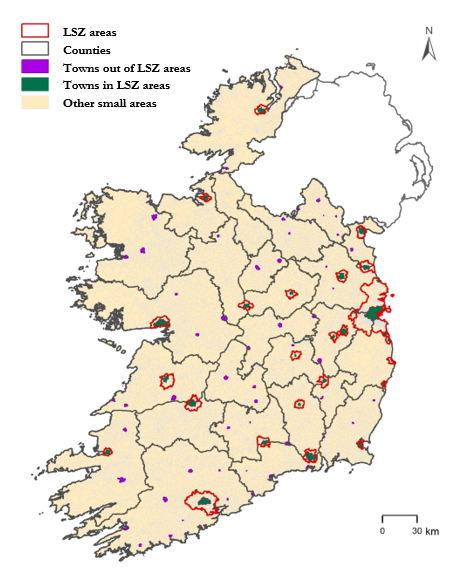 LSZ areas
Counties
Towns out of LSZ areas
Towns in LSZ areas
Other small areas
N
0 30 km